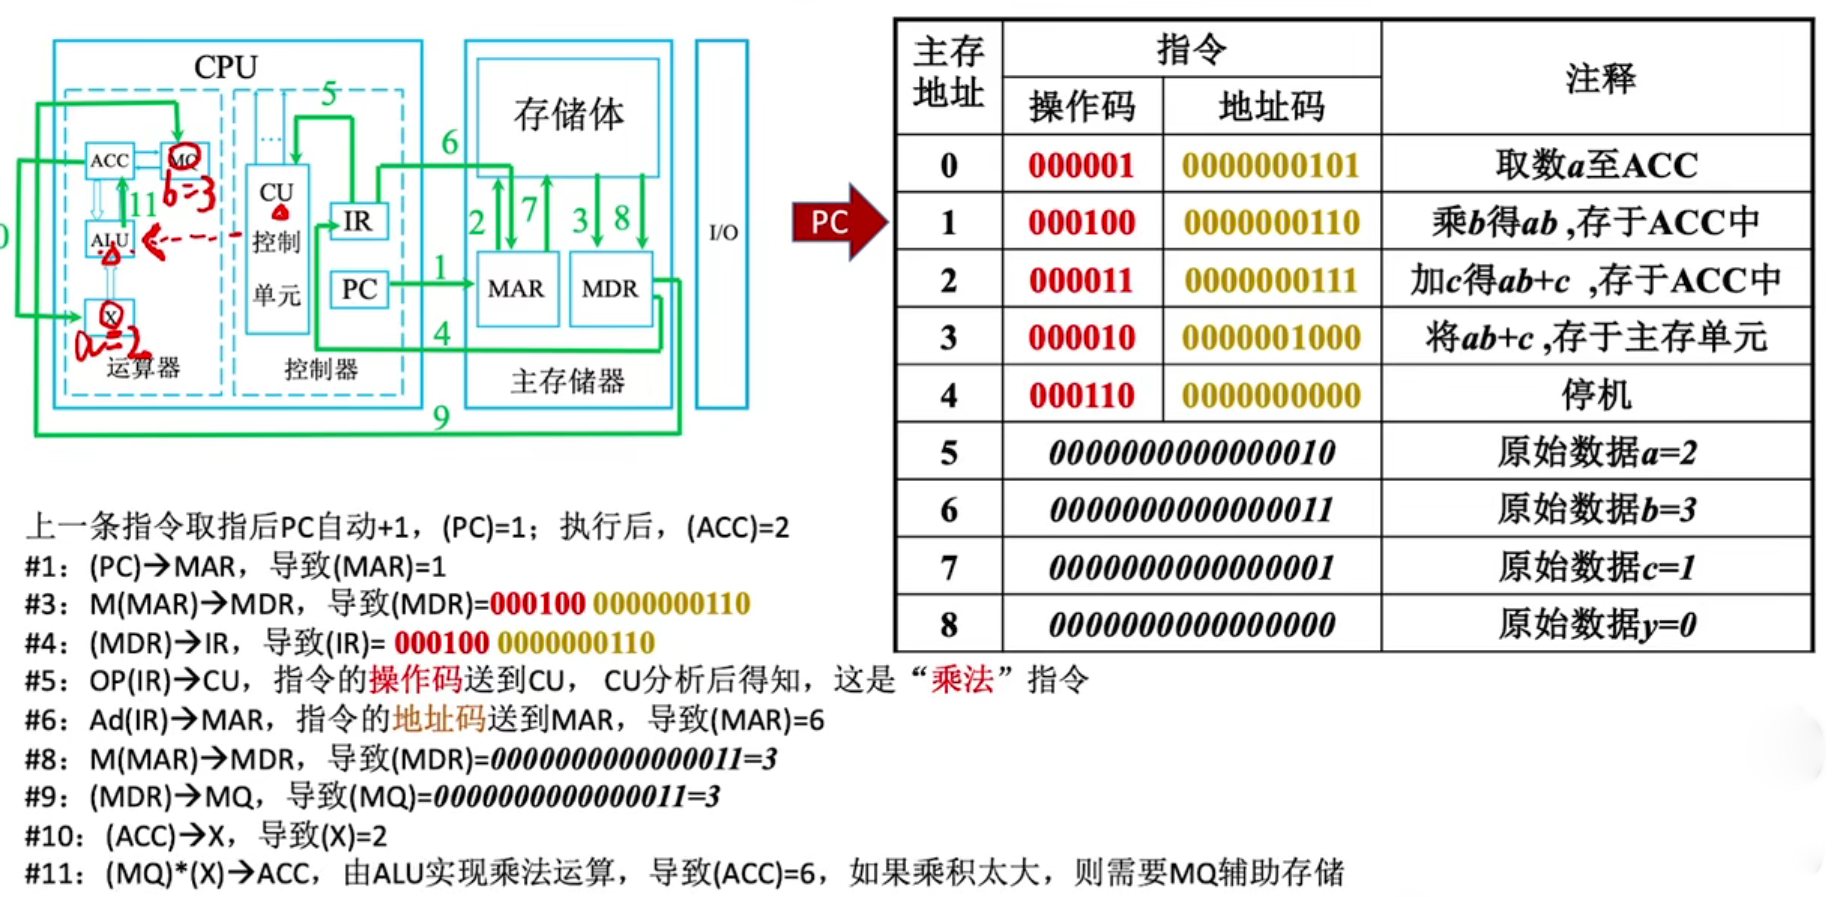 CPU
5
ACC
MQ
b=3
11
0
ALU
X
a=2
运算器
CU
控制
单元
IR
PC
控制器
6
1
4
9
存储体
2
7
3
8
MAR
MDR
主存储器
I/O
PC
主存地址 指令 注释
操作码 地址码
0 000001 0000000101 取数a至ACC
1 000100 0000000110 乘b得ab ,存于ACC中
2 000011 0000000111 加c得ab+c ,存于ACC中
3 000010 0000001000 将ab+c ,存于主存单元
4 000110 0000000000 停机
5 0000000000000010 原始数据a=2
6 0000000000000011 原始数据b=3
7 0000000000000001 原始数据c=1
8 0000000000000000 原始数据y=0
上一条指令取指后PC自动+1，(PC)=1；执行后，(ACC)=2
#1：(PC)→MAR，导致(MAR)=1
#3：M(MAR)→MDR，导致(MDR)=000100 0000000110
#4：(MDR)→IR，导致(IR)= 000100 0000000110
#5：OP(IR)→CU，指令的操作码送到CU， CU分析后得知，这是“乘法”指令
#6：Ad(IR)→MAR，指令的地址码送到MAR，导致(MAR)=6
#8：M(MAR)→MDR，导致(MDR)=0000000000000011=3
#9：(MDR)→MQ，导致(MQ)=0000000000000011=3
#10：(ACC)→X，导致(X)=2
#11：(MQ)*(X)→ACC，由ALU实现乘法运算，导致(ACC)=6，如果乘积太大，则需要MQ辅助存储